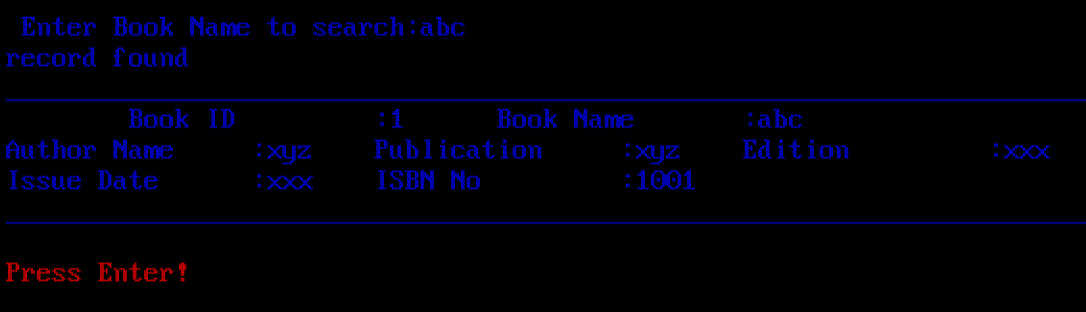 Enter Book Name to search:abc
record found
Book ID :1 Book Name :abc
Author Name :xyz Publication :xyz Edition :xxx
Issue Date :xxx ISBN No :1001
Press Enter!